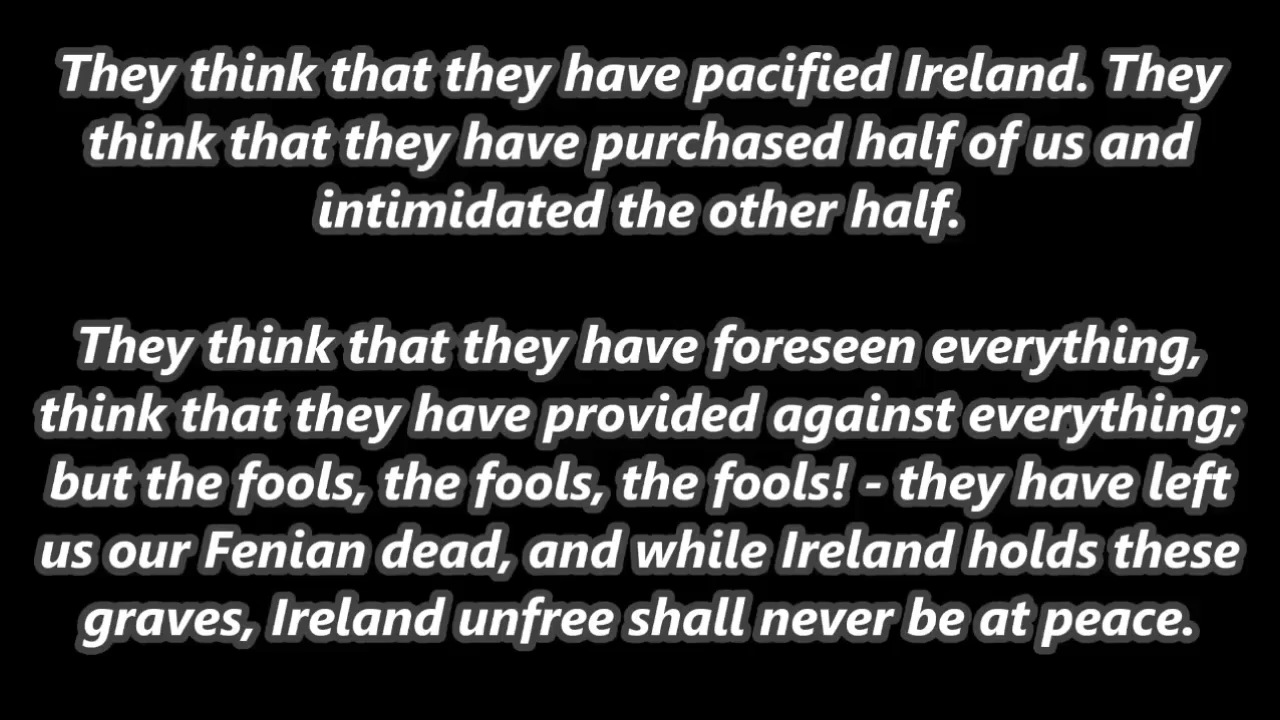 They think that they have pacified Ireland. They
think that they have purchased half of us and
intimidated the other half.
They think that they have foreseen everything,
think that they have provided against everything;
but the fools, the fools, the fools! - they have left
us our Fenian dead, and while Ireland holds these
graves, Ireland unfree shall never be at peace.